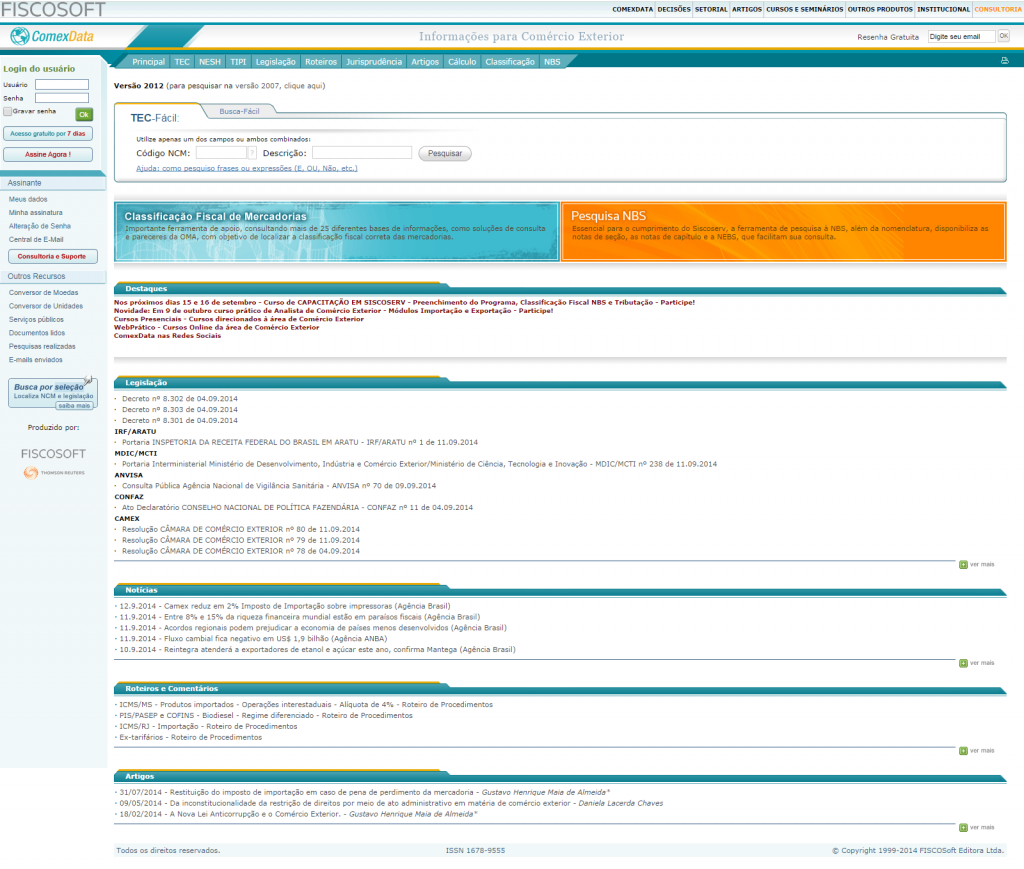 FISCOSOFT
COMEXDATA DECISÕES SETORIAL ARTIGOS CURSOS E SEMINÁRIOS OUTROS PRODUTOS INSTITUCIONAL CONSULTORIA
ComexData
Informações para Comércio Exterior
Resenha Gratuita Digite seu email OK
Principal TEC NESH TIPI Legislação Roteiros Jurisprudência Artigos Cálculo Classificação NBS
Login do usuário
Usuário
Senha
Gravar senha
Ok
Acesso gratuito por 7 dias
Assine Agora !
Assinante
Meus dados
Minha assinatura
Alteração de Senha
Central de E-Mail
Consultoria e Suporte
Outros Recursos
Conversor de Moedas
Conversor de Unidades
Serviços públicos
Documentos lidos
Pesquisas realizadas
E-mails enviados
Busca por seleção
Localiza NCM e legislação
saiba mais
Produzido por:
FISCOSOFT
THOMSON REUTERS
Versão 2012 (para pesquisar na versão 2007, clique aqui)
TEC-Fácil:
Busca-Fácil
Utilize apenas um dos campos ou ambos combinados:
Código NCM: Descrição: Pesquisar
Ajuda: como pesquiso frases ou expressões (E, OU, Não, etc.)
Classificação Fiscal de Mercadorias
Importante ferramenta de apoio, consultando mais de 25 diferentes bases de informações, como soluções de consulta
e pareceres da OMA, com objetivo de localizar a classificação fiscal correta das mercadorias.
Pesquisa NBS
Essencial para o cumprimento do Siscoserv, a ferramenta de pesquisa à NBS, além da nomenclatura, disponibiliza as
notas de seção, as notas de capítulo e a NEBS, que facilitam sua consulta.
Destaques
Nos próximos dias 15 e 16 de setembro - Curso de CAPACITAÇÃO EM SISCOSERV - Preenchimento do Programa, Classificação Fiscal NBS e Tributação - Participe!
Novidade: Em 9 de outubro curso prático de Analista de Comércio Exterior - Módulos Importação e Exportação - Participe!
Cursos Presenciais - Cursos direcionados à área de Comércio Exterior
WebPrático - Cursos Online da área de Comércio Exterior
ComexData nas Redes Sociais
Legislação
· Decreto nº 8.302 de 04.09.2014
· Decreto nº 8.303 de 04.09.2014
· Decreto nº 8.301 de 04.09.2014
IRF/ARATU
· Portaria INSPETORIA DA RECEITA FEDERAL DO BRASIL EM ARATU - IRF/ARATU nº 1 de 11.09.2014
MDIC/MCTI
· Portaria Interministerial Ministério de Desenvolvimento, Indústria e Comércio Exterior/Ministério de Ciência, Tecnologia e Inovação - MDIC/MCTI nº 238 de 11.09.2014
ANVISA
· Consulta Pública Agência Nacional de Vigilância Sanitária - ANVISA nº 70 de 09.09.2014
CONFAZ
· Ato Declaratório CONSELHO NACIONAL DE POLÍTICA FAZENDÁRIA - CONFAZ nº 11 de 04.09.2014
CAMEX
· Resolução CÂMARA DE COMÉRCIO EXTERIOR nº 80 de 11.09.2014
· Resolução CÂMARA DE COMÉRCIO EXTERIOR nº 79 de 11.09.2014
· Resolução CÂMARA DE COMÉRCIO EXTERIOR nº 78 de 04.09.2014
ver mais
Notícias
· 12.9.2014 - Camex reduz em 2% Imposto de Importação sobre impressoras (Agência Brasil)
· 11.9.2014 - Entre 8% e 15% da riqueza financeira mundial estão em paraísos fiscais (Agência Brasil)
· 11.9.2014 - Acordos regionais podem prejudicar a economia de países menos desenvolvidos (Agência Brasil)
· 11.9.2014 - Fluxo cambial fica negativo em US$ 1,9 bilhão (Agência ANBA)
· 10.9.2014 - Reintegra atenderá a exportadores de etanol e açúcar este ano, confirma Mantega (Agência Brasil)
ver mais
Roteiros e Comentários
· ICMS/MS - Produtos importados - Operações interestaduais - Alíquota de 4% - Roteiro de Procedimentos
· PIS/PASEP e COFINS - Biodiesel - Regime diferenciado - Roteiro de Procedimentos
· ICMS/RJ - Importação - Roteiro de Procedimentos
· Ex-tarifários - Roteiro de Procedimentos
ver mais
Artigos
· 31/07/2014 - Restituição do imposto de importação em caso de pena de perdimento da mercadoria - Gustavo Henrique Maia de Almeida*
· 09/05/2014 - Da inconstitucionalidade da restrição de direitos por meio de ato administrativo em matéria de comércio exterior - Daniela Lacerda Chaves
· 18/02/2014 - A Nova Lei Anticorrupção e o Comércio Exterior. - Gustavo Henrique Maia de Almeida*
ver mais
Todos os direitos reservados. ISSN 1678-9555 © Copyright 1999-2014 FISCOSoft Editora Ltda.